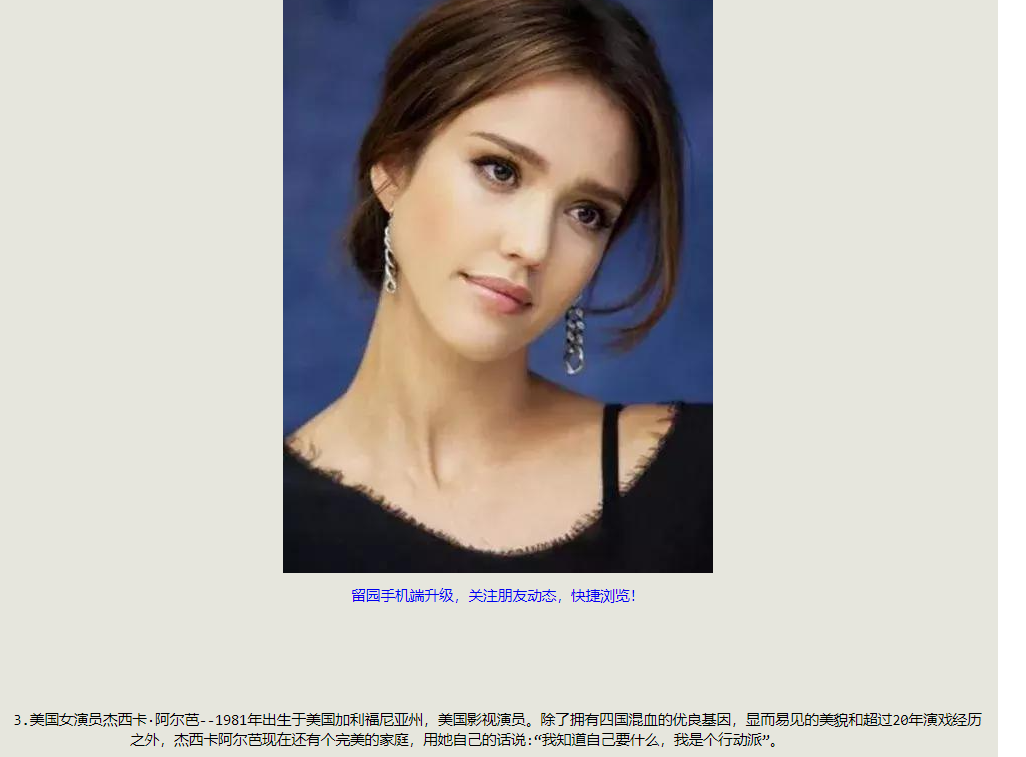 留园手机端升级，关注朋友动态，快捷浏览！
3.美国女演员杰西卡·阿尔芭--1981年出生于美国加利福尼亚州，美国影视演员。除了拥有四国混血的优良基因，显而易见的美貌和超过20年演戏经历
之外，杰西卡阿尔芭现在还有个完美的家庭，用她自己的话说:“我知道自己要什么，我是个行动派”。